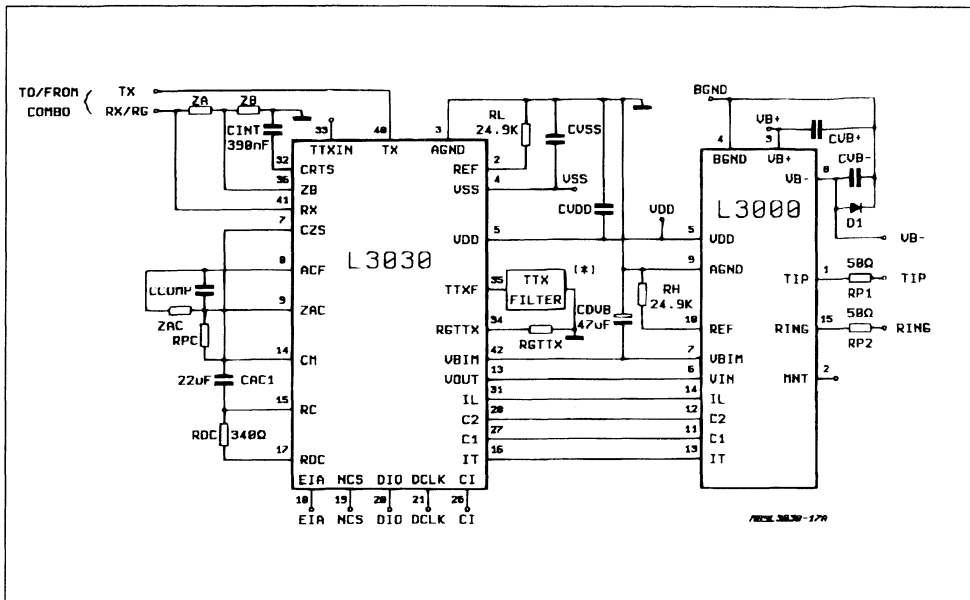 TO/FROM
COMBO
TX
RX/RG
ZA
ZB
CINT
390nF
33
40
3
TTXIN
TX
AGND
RL
24.9K
CVSS
BGND
VB+
CVB+
4
3
BGND
VB+
CVB-
8
VB-
D1
VB-
32
CRTS
36
ZB
41
RX
7
CZS
8
ACF
CCOMP
9
ZAC
ZAC
RPC
14
CM
22uF
CAC1
15
RC
RDC
340Ω
17
RDC
L3030
2
REF
4
VSS
VSS
CVDD
VDD
5
VDD
35
TTXF
TTX
FILTER
(*)
34
RGTTX
RGTTX
CDVB
47uF
42
VBIM
13
VOUT
31
IL
28
C2
27
C1
16
IT
L3000
5
VDD
9
AGND
RH
24.9K
10
REF
7
VBIM
6
VIN
14
IL
12
C2
11
C1
13
IT
TIP
1
50Ω
RP1
TIP
RING
15
50Ω
RP2
RING
MNT
2
EIA NCS DIO DCLK CI
18 19 20 21 26
EIA NCS DIO DCLK CI